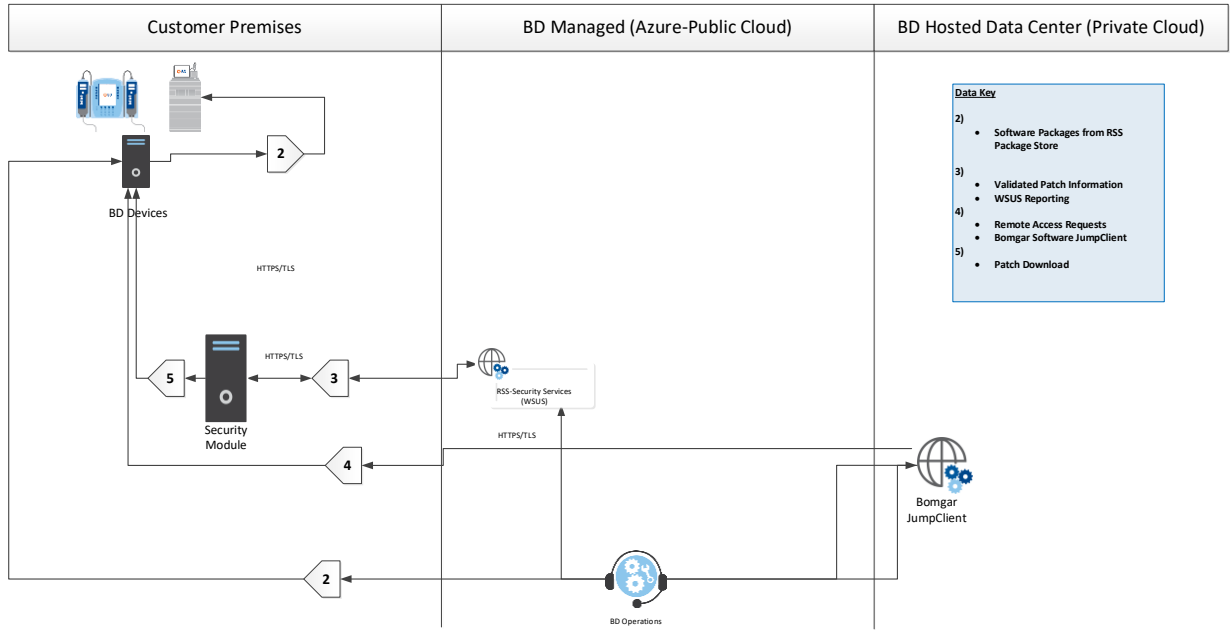 Customer Premises
BD Managed (Azure-Public Cloud)
BD Hosted Data Center (Private Cloud)
Data Key
2)
• Software Packages from RSS
Package Store
3)
• Validated Patch Information
• WSUS Reporting
4)
• Remote Access Requests
• Bomgar Software JumpClient
5)
• Patch Download
2
BD Devices
HTTPS/TLS
HTTPS/TLS
5
3
RSS-Security Services
(WSUS)
Security
Module
HTTPS/TLS
4
Bomgar
JumpClient
2
BD Operations